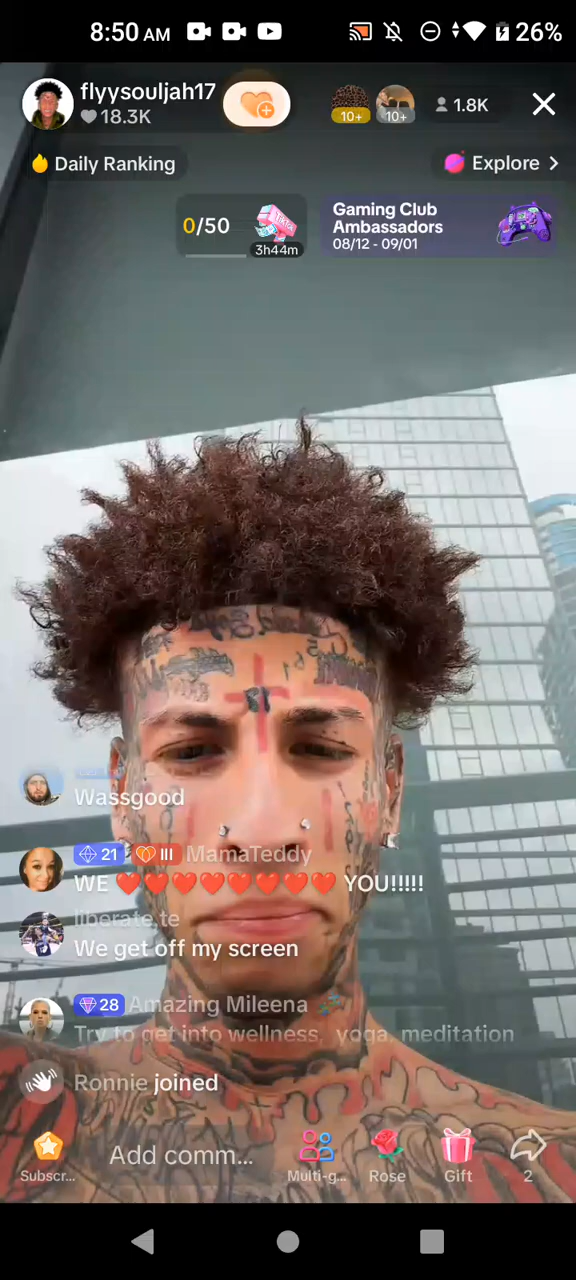 8:50 AM
26%
flyysouljah17
18.3K
10+
10+
1.8K
Daily Ranking
Explore >
0/50
TikTok
3h44m
Gaming Club
Ambassadors
08/12 - 09/01
Wassgood
21
III
MamaTeddy
WE ❤️❤️❤️❤️❤️❤️❤️❤️ YOU!!!!!
liberate.te
We get off my screen
28
Amazing Mileena
Try to get into wellness, yoga, meditation
Ronnie joined
Subscr...
Add comm...
Multi-g...
Rose
Gift
2